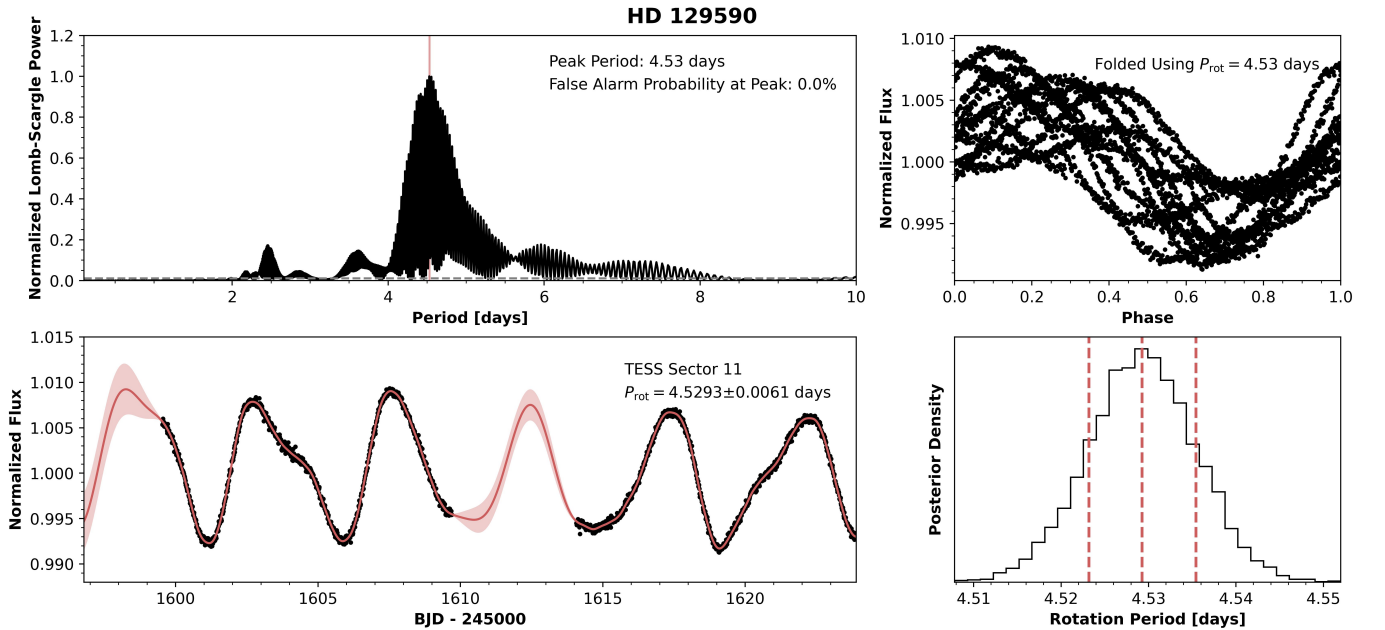 HD 129590
Normalized Lomb-Scargle Power
1.2
1.0
0.8
0.6
0.4
0.2
0.0
Peak Period: 4.53 days
False Alarm Probability at Peak: 0.0%
2 4 6 8 10
Period [days]
Normalized Flux
1.010
1.005
1.000
0.995
Folded Using P_rot = 4.53 days
0.0 0.2 0.4 0.6 0.8 1.0
Phase
Normalized Flux
1.015
1.010
1.005
1.000
0.995
0.990
TESS Sector 11
P_rot = 4.5293±0.0061 days
1600 1605 1610 1615 1620
BJD - 245000
Posterior Density
4.51 4.52 4.53 4.54 4.55
Rotation Period [days]